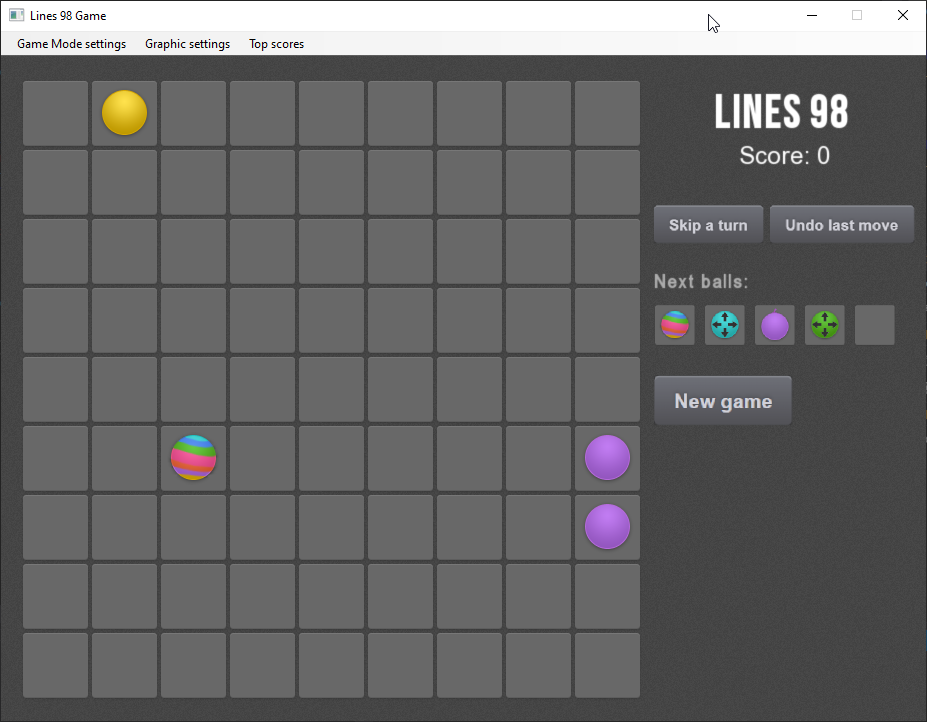 Lines 98 Game
Game Mode settings Graphic settings Top scores
LINES 98
Score: 0
Skip a turn Undo last move
Next balls:
New game